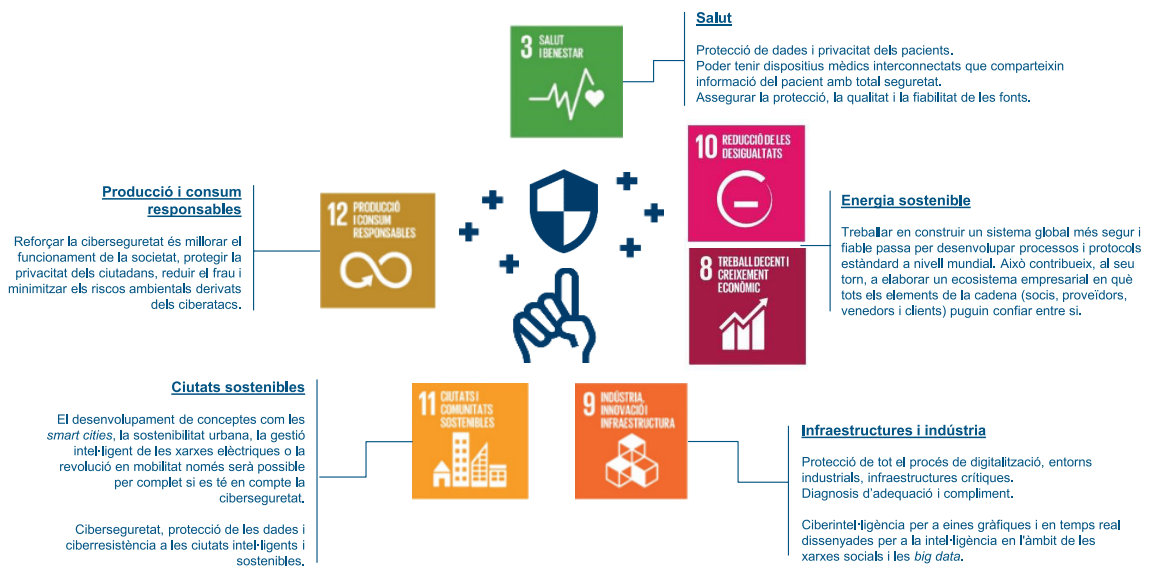 3 SALUT
I BENESTAR
Salut
Protecció de dades i privacitat dels pacients.
Poder tenir dispositius mèdics interconnectats que comparteixin
informació del pacient amb total seguretat.
Assegurar la protecció, la qualitat i la fiabilitat de les fonts.
10 REDUCCIÓ DE LES
DESIGUALTATS
8 TREBALL DECENT I
CREIXEMENT
ECONÒMIC
Energia sostenible
Treballar en construir un sistema global més segur i
fiable passa per desenvolupar processos i protocols
estàndard a nivell mundial. Això contribueix, al seu
torn, a elaborar un ecosistema empresarial en què
tots els elements de la cadena (socis, proveïdors,
venedors i clients) puguin confiar entre si.
Producció i consum
responsables
Reforçar la ciberseguretat és millorar el
funcionament de la societat, protegir la
privacitat dels ciutadans, reduir el frau i
minimitzar els riscos ambientals derivats
dels ciberatacs.
12 PRODUCCIÓ
I CONSUM
RESPONSABLES
Ciutats sostenibles
El desenvolupament de conceptes com les
smart cities, la sostenibilitat urbana, la gestió
intel·ligent de les xarxes elèctriques o la
revolució en mobilitat només serà possible
per complet si es té en compte la
ciberseguretat.
Ciberseguretat, protecció de les dades i
ciberresistència a les ciutats intel·ligents i
sostenibles.
11 CIUTATS I
COMUNITATS
SOSTENIBLES
9 INDÚSTRIA,
INNOVACIÓ I
INFRAESTRUCTURA
Infraestructures i indústria
Protecció de tot el procés de digitalització, entorns
industrials, infraestructures crítiques.
Diagnosis d'adequació i compliment.
Ciberintel·ligència per a eines gràfiques i en temps real
dissenyades per a la intel·ligència en l'àmbit de les
xarxes socials i les big data.